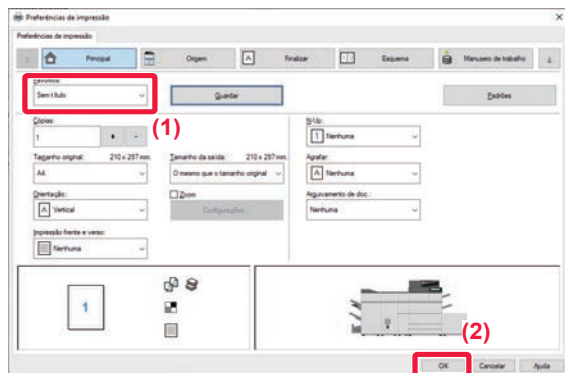 Preferências de impressão
Preferências de impressão
Principal
Origem
A
Finalizar
Esquema
Manuseio de trabalho
Favoritos:
Sem título
Guardar
Padrões
(1)
Cópias:
1
+
-
N-Up:
1 Nenhuma
Tamanho original: 210 x 297 mm.
A4
Tamanho da saída: 210 x 297 mm.
O mesmo que o tamanho original
Agrafar:
A Nenhuma
Orientação:
A Vertical
Zoom
Configurações...
Arquivamento de doc.:
Nenhuma
Impressão frente e verso:
Nenhuma
1
(2)
OK
Cancelar
Ajuda